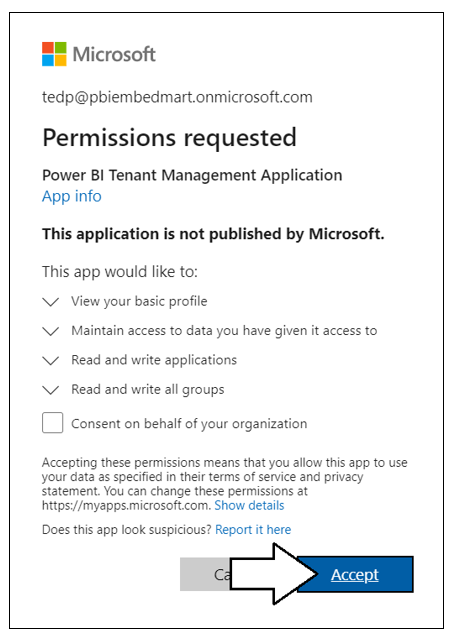 Microsoft
tedp@pbiembedmart.onmicrosoft.com
Permissions requested
Power BI Tenant Management Application
App info
This application is not published by Microsoft.
This app would like to:
View your basic profile
Maintain access to data you have given it access to
Read and write applications
Read and write all groups
Consent on behalf of your organization
Accepting these permissions means that you allow this app to use
your data as specified in their terms of service and privacy
statement. You can change these permissions at
https://myapps.microsoft.com. Show details
Does this app look suspicious? Report it here
Accept